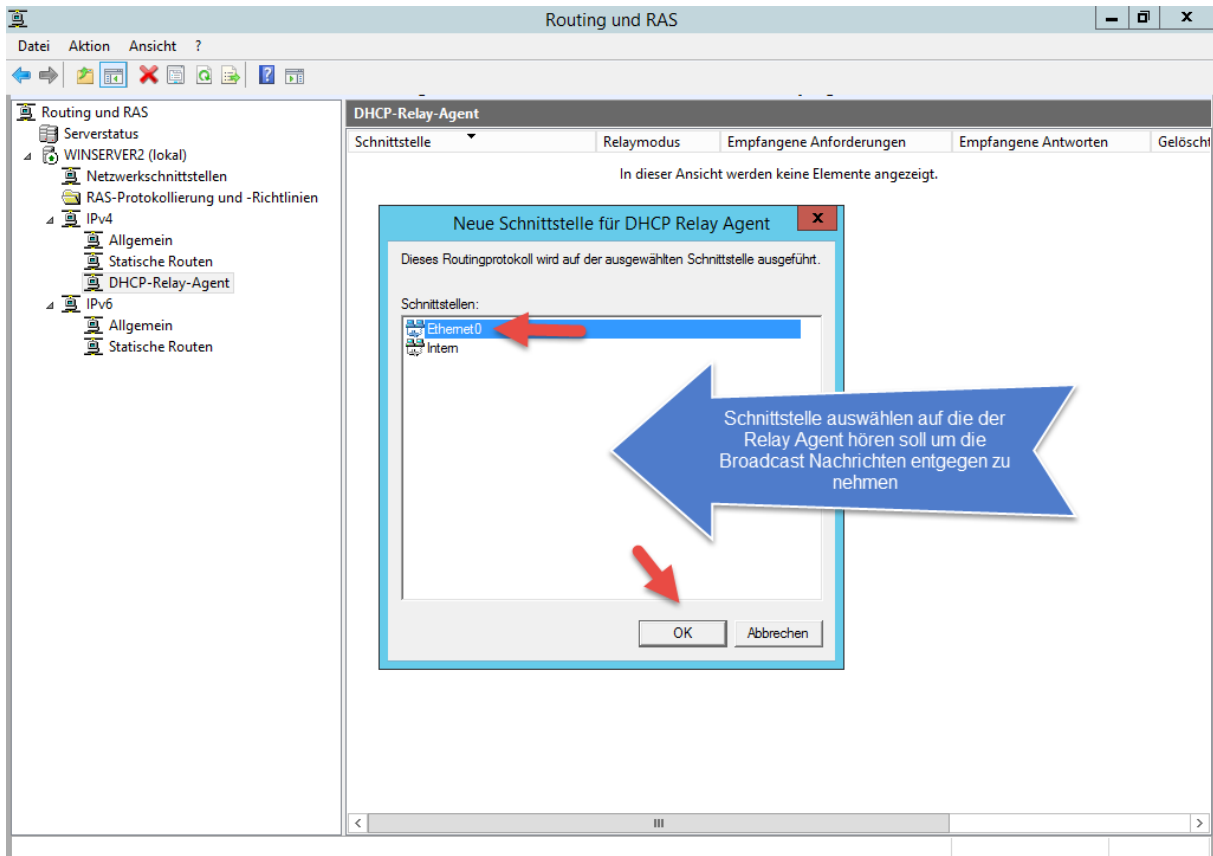 Routing und RAS
Datei Aktion Ansicht ?
Routing und RAS
Serverstatus
WINSERVER2 (lokal)
Netzwerkschnittstellen
RAS-Protokollierung und -Richtlinien
IPv4
Allgemein
Statische Routen
DHCP-Relay-Agent
IPv6
Allgemein
Statische Routen
DHCP-Relay-Agent
Schnittstelle Relaymodus Empfangene Anforderungen Empfangene Antworten Gelöscht
In dieser Ansicht werden keine Elemente angezeigt.
Neue Schnittstelle für DHCP Relay Agent
Dieses Routingprotokoll wird auf der ausgewählten Schnittstelle ausgeführt.
Schnittstellen:
Ethernet0
Intern
Schnittstelle auswählen auf die der
Relay Agent hören soll um die
Broadcast Nachrichten entgegen zu
nehmen
OK Abbrechen